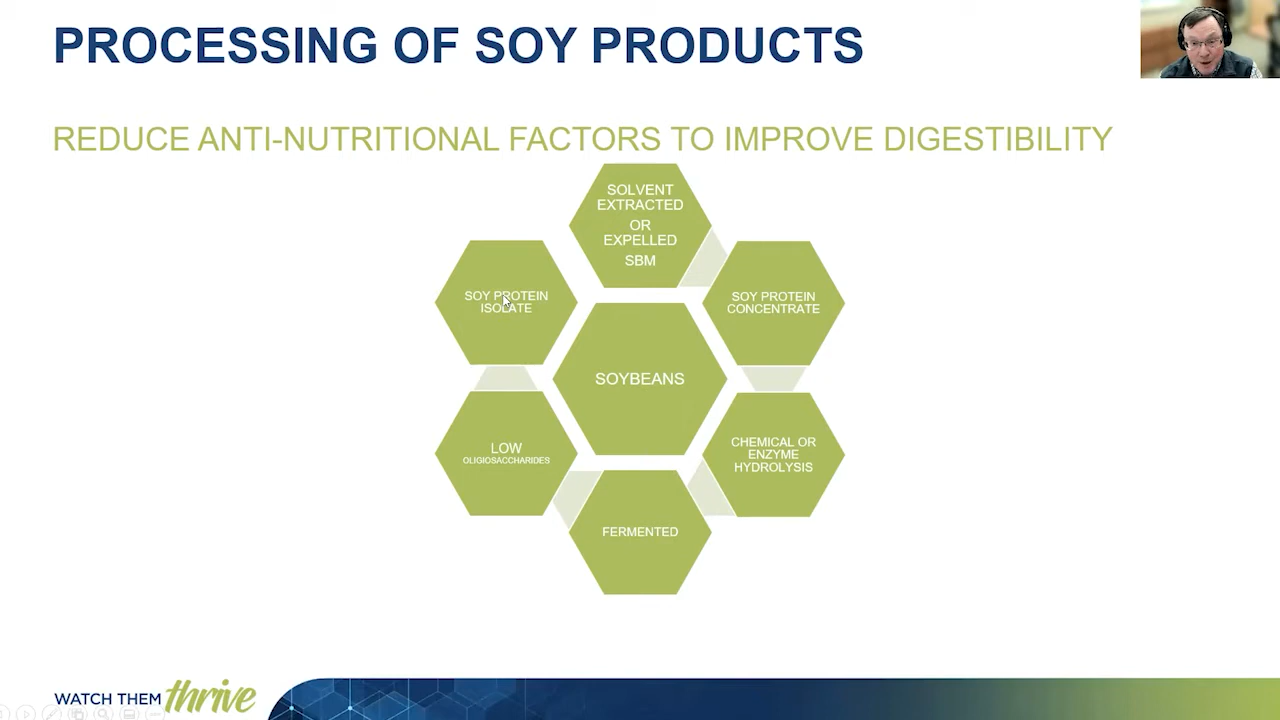 PROCESSING OF SOY PRODUCTS
REDUCE ANTI-NUTRITIONAL FACTORS TO IMPROVE DIGESTIBILITY
SOLVENT
EXTRACTED
OR
EXPELLED
SBM
SOY PROTEIN
CONCENTRATE
CHEMICAL OR
ENZYME
HYDROLYSIS
FERMENTED
LOW
OLIGIOSACCHARIDES
SOY PROTEIN
ISOLATE
SOYBEANS
WATCH THEM thrive